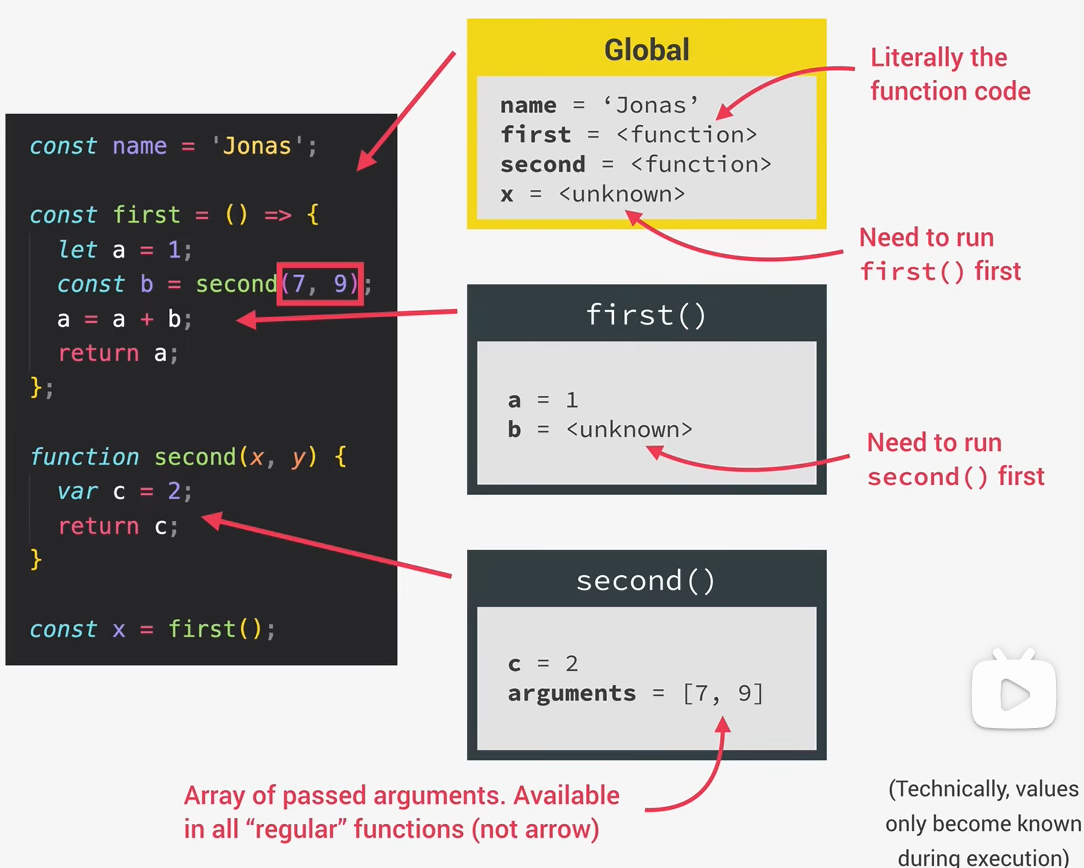 const name = 'Jonas';
const first = () => {
let a = 1;
const b = second(7, 9);
a = a + b;
return a;
};
function second(x, y) {
var c = 2;
return c;
}
const x = first();
Global
name = ‘Jonas’
first = <function>
second = <function>
x = <unknown>
Literally the
function code
Need to run
first() first
first()
a = 1
b = <unknown>
Need to run
second() first
second()
c = 2
arguments = [7, 9]
Array of passed arguments. Available
in all “regular” functions (not arrow)
(Technically, values
only become known
during execution)